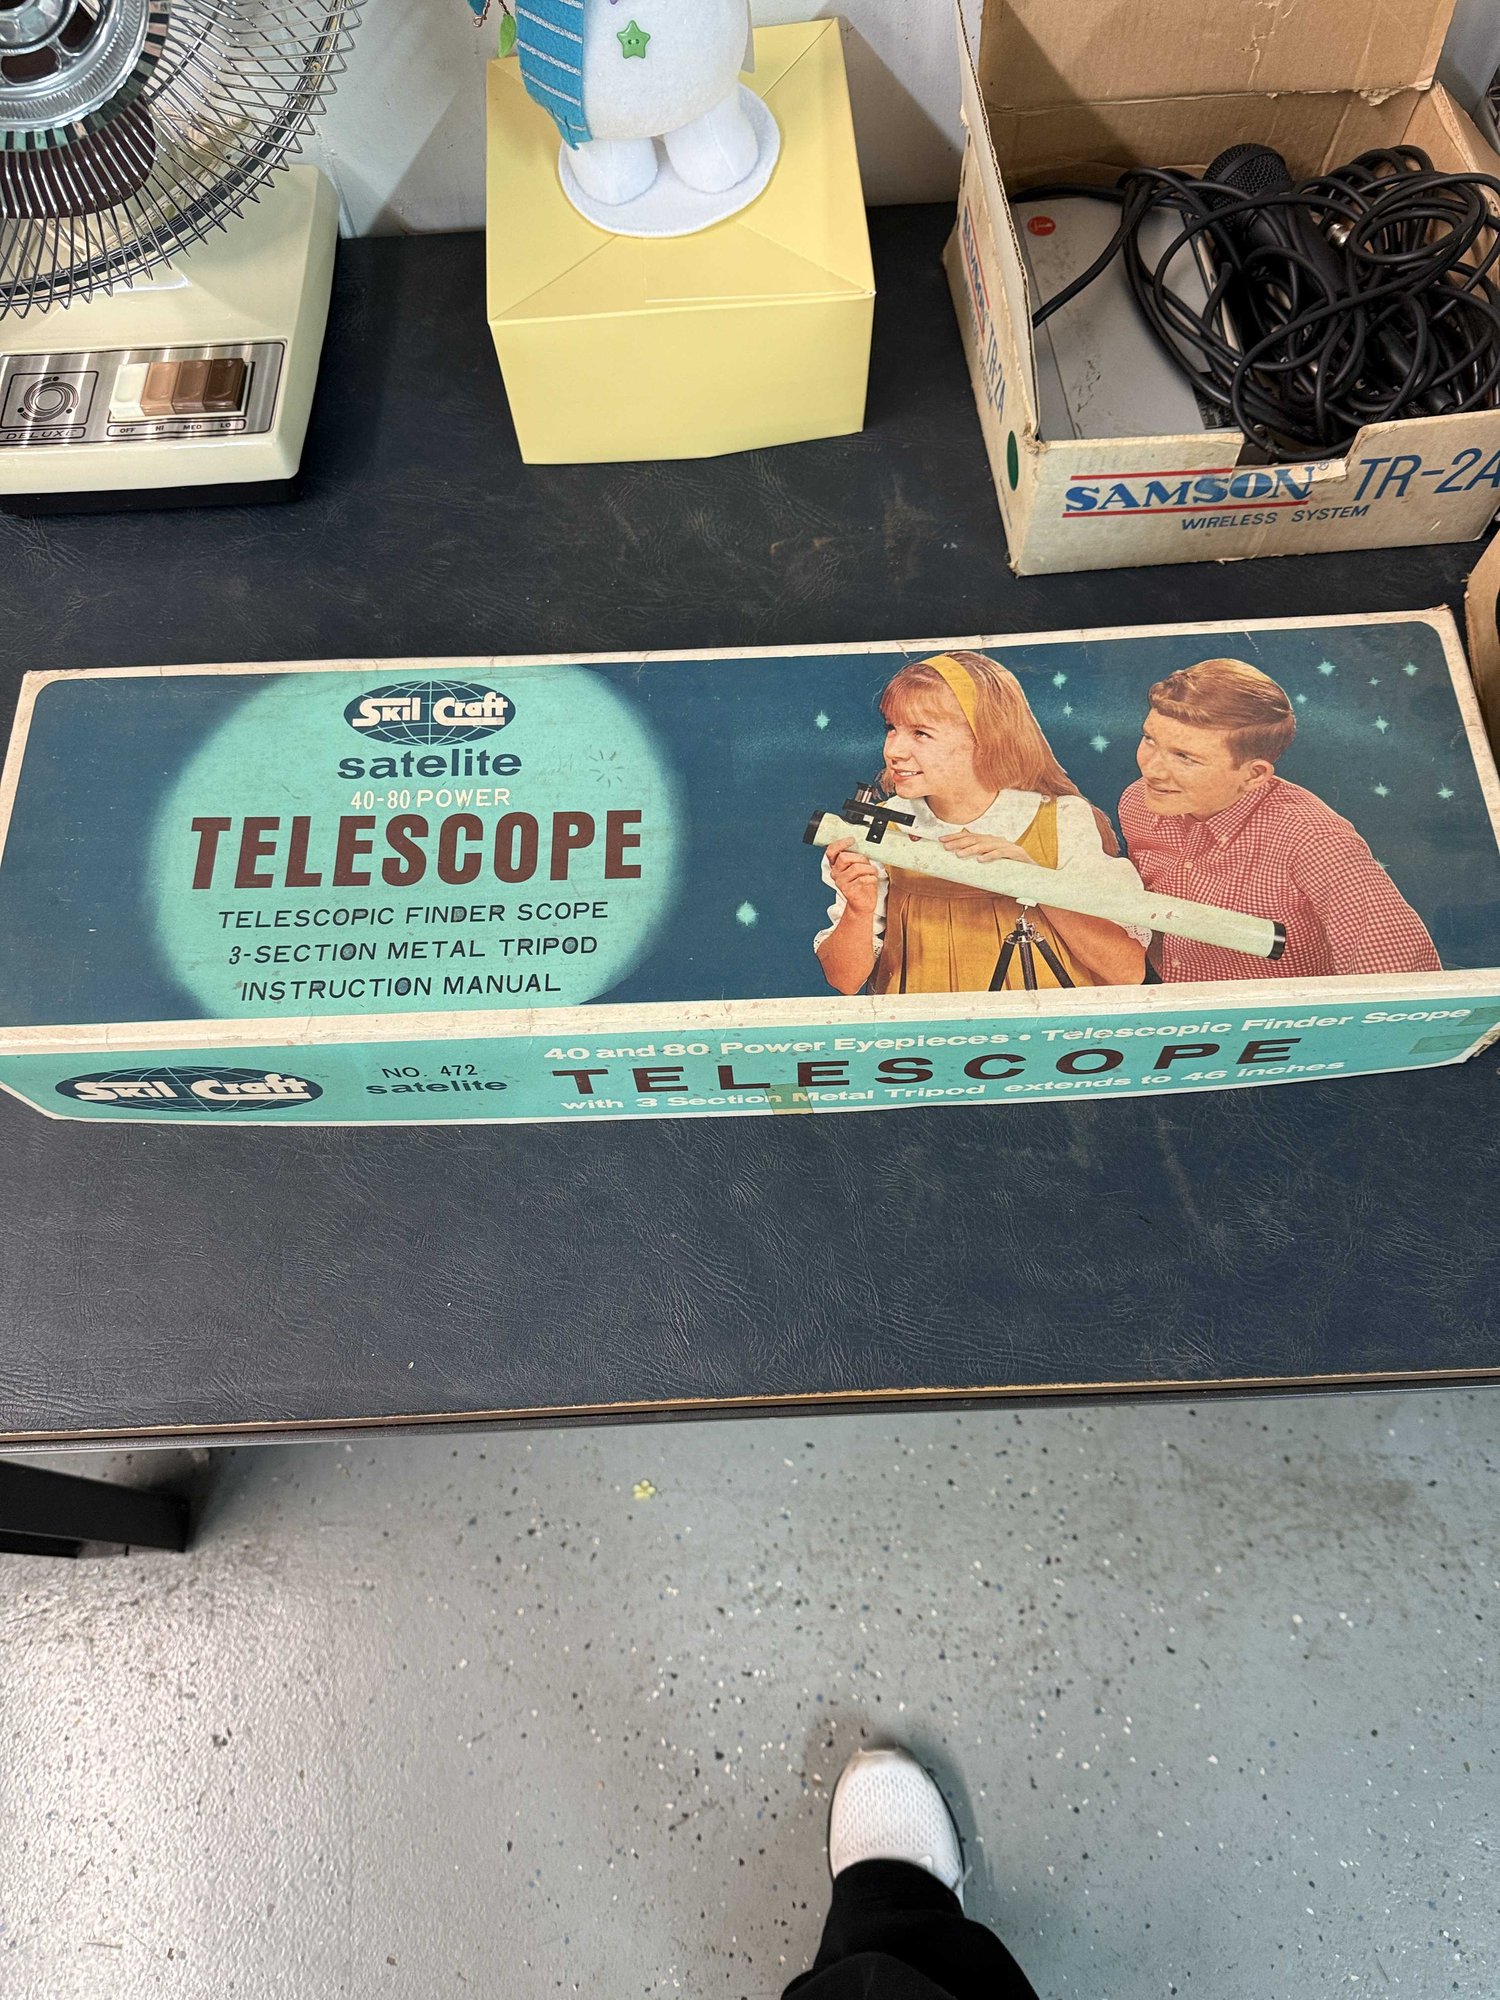 DELUXE
OFF HI MED LO
SAMSON® TR-2A
WIRELESS SYSTEM
TR-2A
Skil Craft
satelite
40-80 POWER
TELESCOPE
TELESCOPIC FINDER SCOPE
3-SECTION METAL TRIPOD
INSTRUCTION MANUAL
Skil Craft
NO. 472
satelite
40 and 80 Power Eyepieces • Telescopic Finder Scope
TELESCOPE
with 3 Section Metal Tripod extends to 46 inches